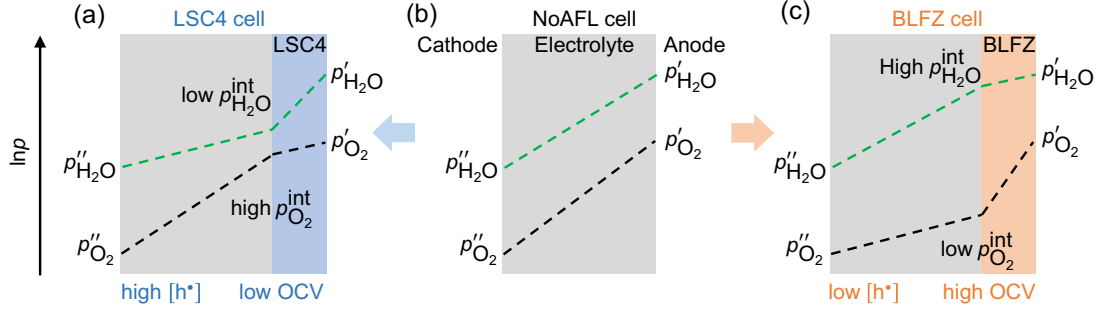 (a) LSC4 cell
LSC4
ln p
low p^int_H₂O
p′_H₂O
p″_H₂O
p′_O₂
high p^int_O₂
p″_O₂
high [h•] low OCV
(b) NoAFL cell
Cathode Electrolyte Anode
p′_H₂O
p″_H₂O
p′_O₂
p″_O₂
(c) BLFZ cell
BLFZ
High p^int_H₂O
p′_H₂O
p″_H₂O
p′_O₂
p″_O₂
low p^int_O₂
low [h•] high OCV